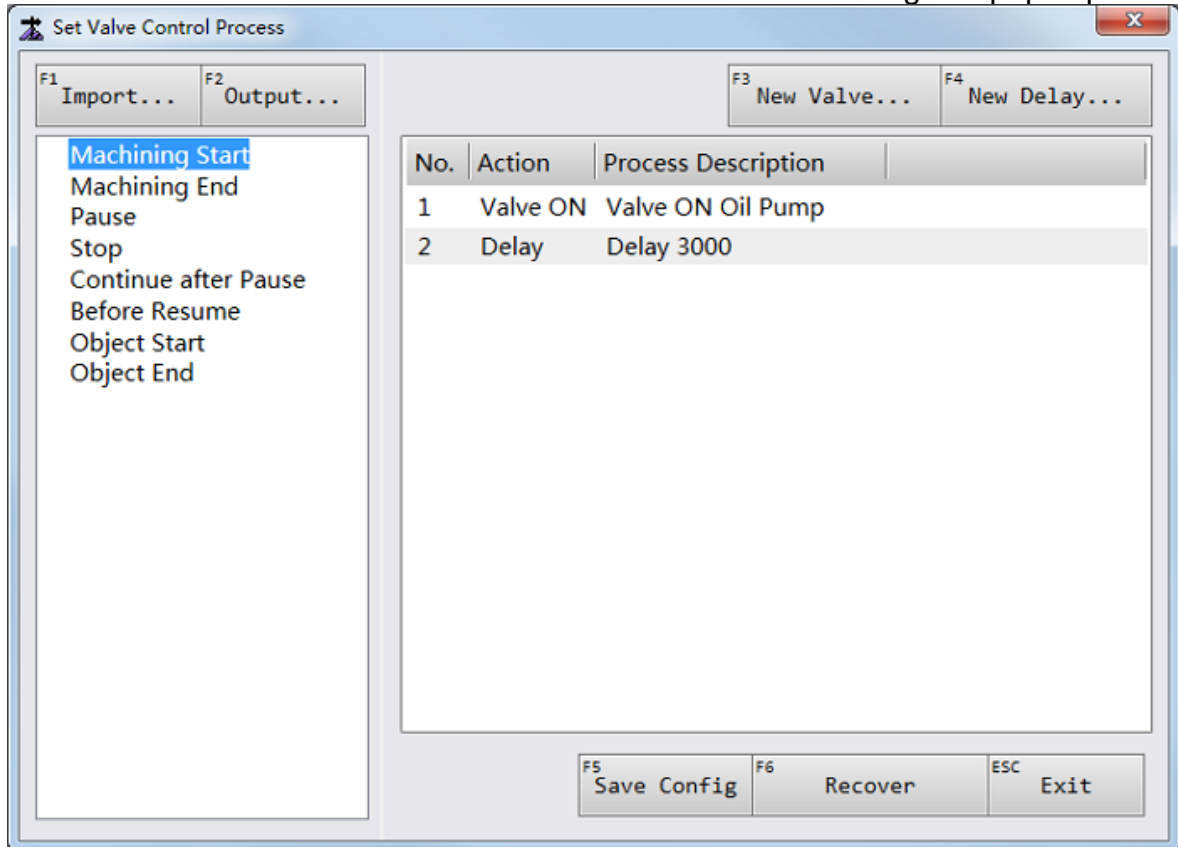 Set Valve Control Process
F1 Import... F2 Output... F3 New Valve... F4 New Delay...
Machining Start
Machining End
Pause
Stop
Continue after Pause
Before Resume
Object Start
Object End
No. Action Process Description
1 Valve ON Valve ON Oil Pump
2 Delay Delay 3000
F5 Save Config F6 Recover ESC Exit